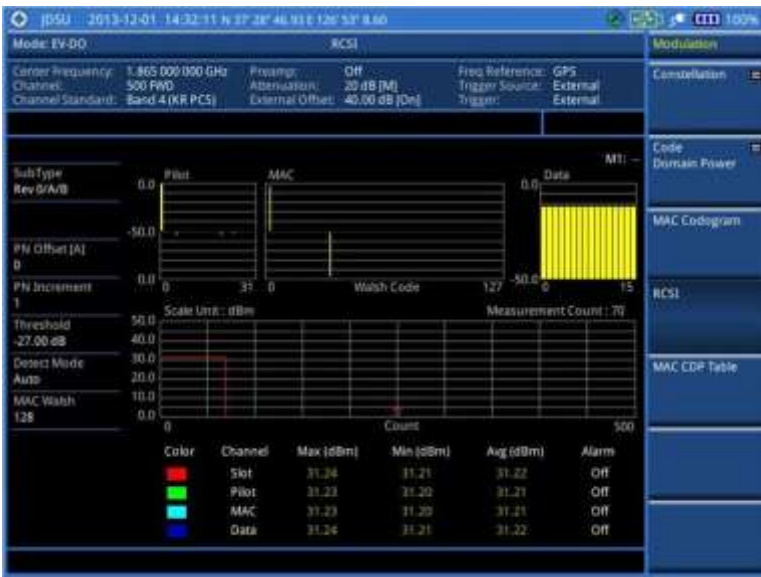 JDSU 2013-12-01 14:32:11 N 37° 28' 46.93 E 126° 53' 8.60 100%
Mode: EV-DO RCSI Modulation
Center Frequency: 1.865 000 000 GHz Preamp: Off Freq Reference: GPS
Channel: 500 FWD Attenuation: 20 dB [M] Trigger Source: External
Channel Standard: Band 4 (KR PCS) External Offset: 40.00 dB [On] Trigger: External
Constellation
Code Domain Power
MAC Codogram
RCSI
MAC CDP Table
M1: --
SubType
Rev 0/A/B
PN Offset [A]
0
PN Increment
1
Threshold
-27.00 dB
Detect Mode
Auto
MAC Walsh
128
Pilot MAC Data
0.0 0.0
-50.0
0.0 -50.0
0 31 0 Walsh Code 127 0 15
Scale Unit : dBm Measurement Count : 70
50.0
40.0
30.0
20.0
10.0
0.0
0 Count 500
Color Channel Max (dBm) Min (dBm) Avg (dBm) Alarm
Slot 31.24 31.21 31.22 Off
Pilot 31.23 31.20 31.21 Off
MAC 31.23 31.20 31.21 Off
Data 31.24 31.21 31.22 Off